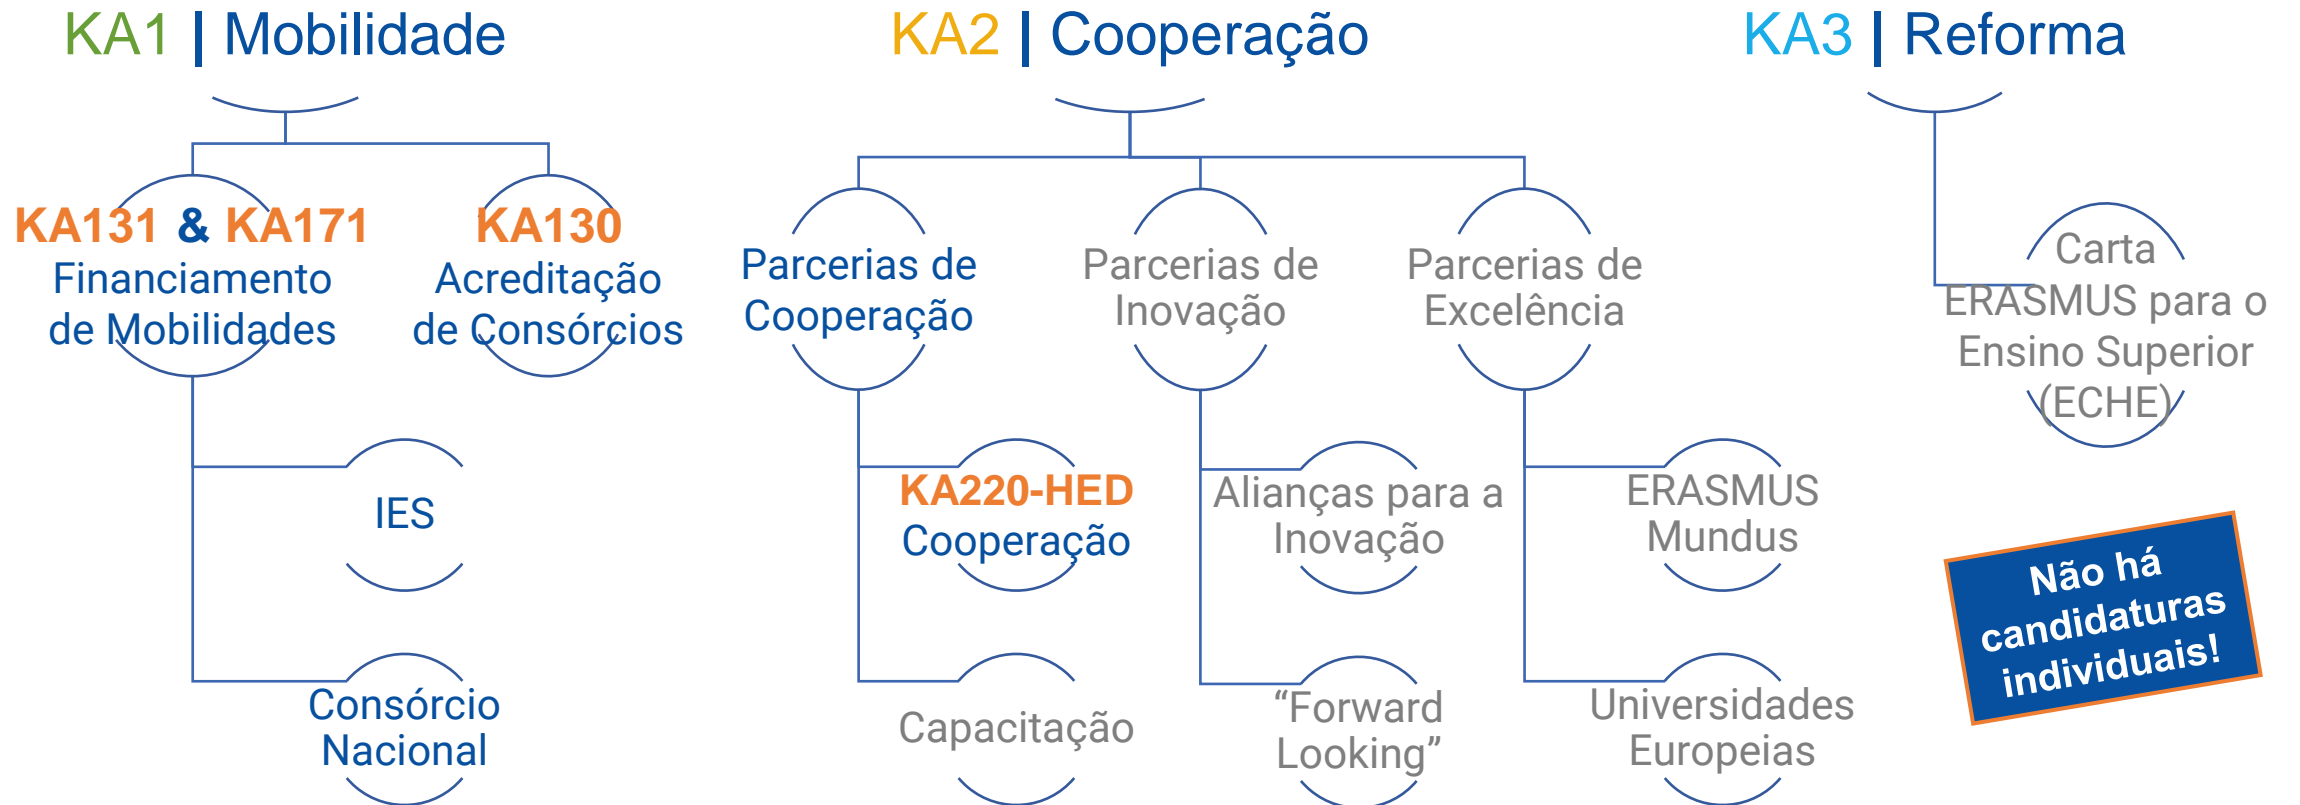 KA1 | Mobilidade
KA131 & KA171
Financiamento
de Mobilidades
KA130
Acreditação
de Consórcios
IES
Consórcio
Nacional
KA2 | Cooperação
Parcerias de
Cooperação
Parcerias de
Inovação
Parcerias de
Excelência
KA220-HED
Cooperação
Capacitação
Alianças para a
Inovação
“Forward
Looking”
ERASMUS
Mundus
Universidades
Europeias
KA3 | Reforma
Carta
ERASMUS para o
Ensino Superior
(ECHE)
Não há
candidaturas
individuais!